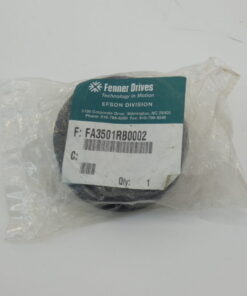 Fenner Drives
Technology in Motion
EFSON DIVISION
F: FA3501RB0002
C:
Qty: 1